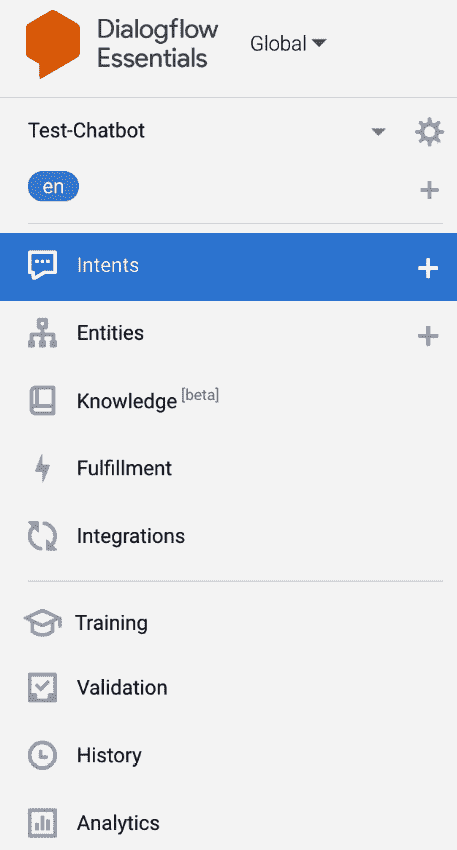 Dialogflow
Essentials
Global
Test-Chatbot
en
Intents
Entities
Knowledge [beta]
Fulfillment
Integrations
Training
Validation
History
Analytics